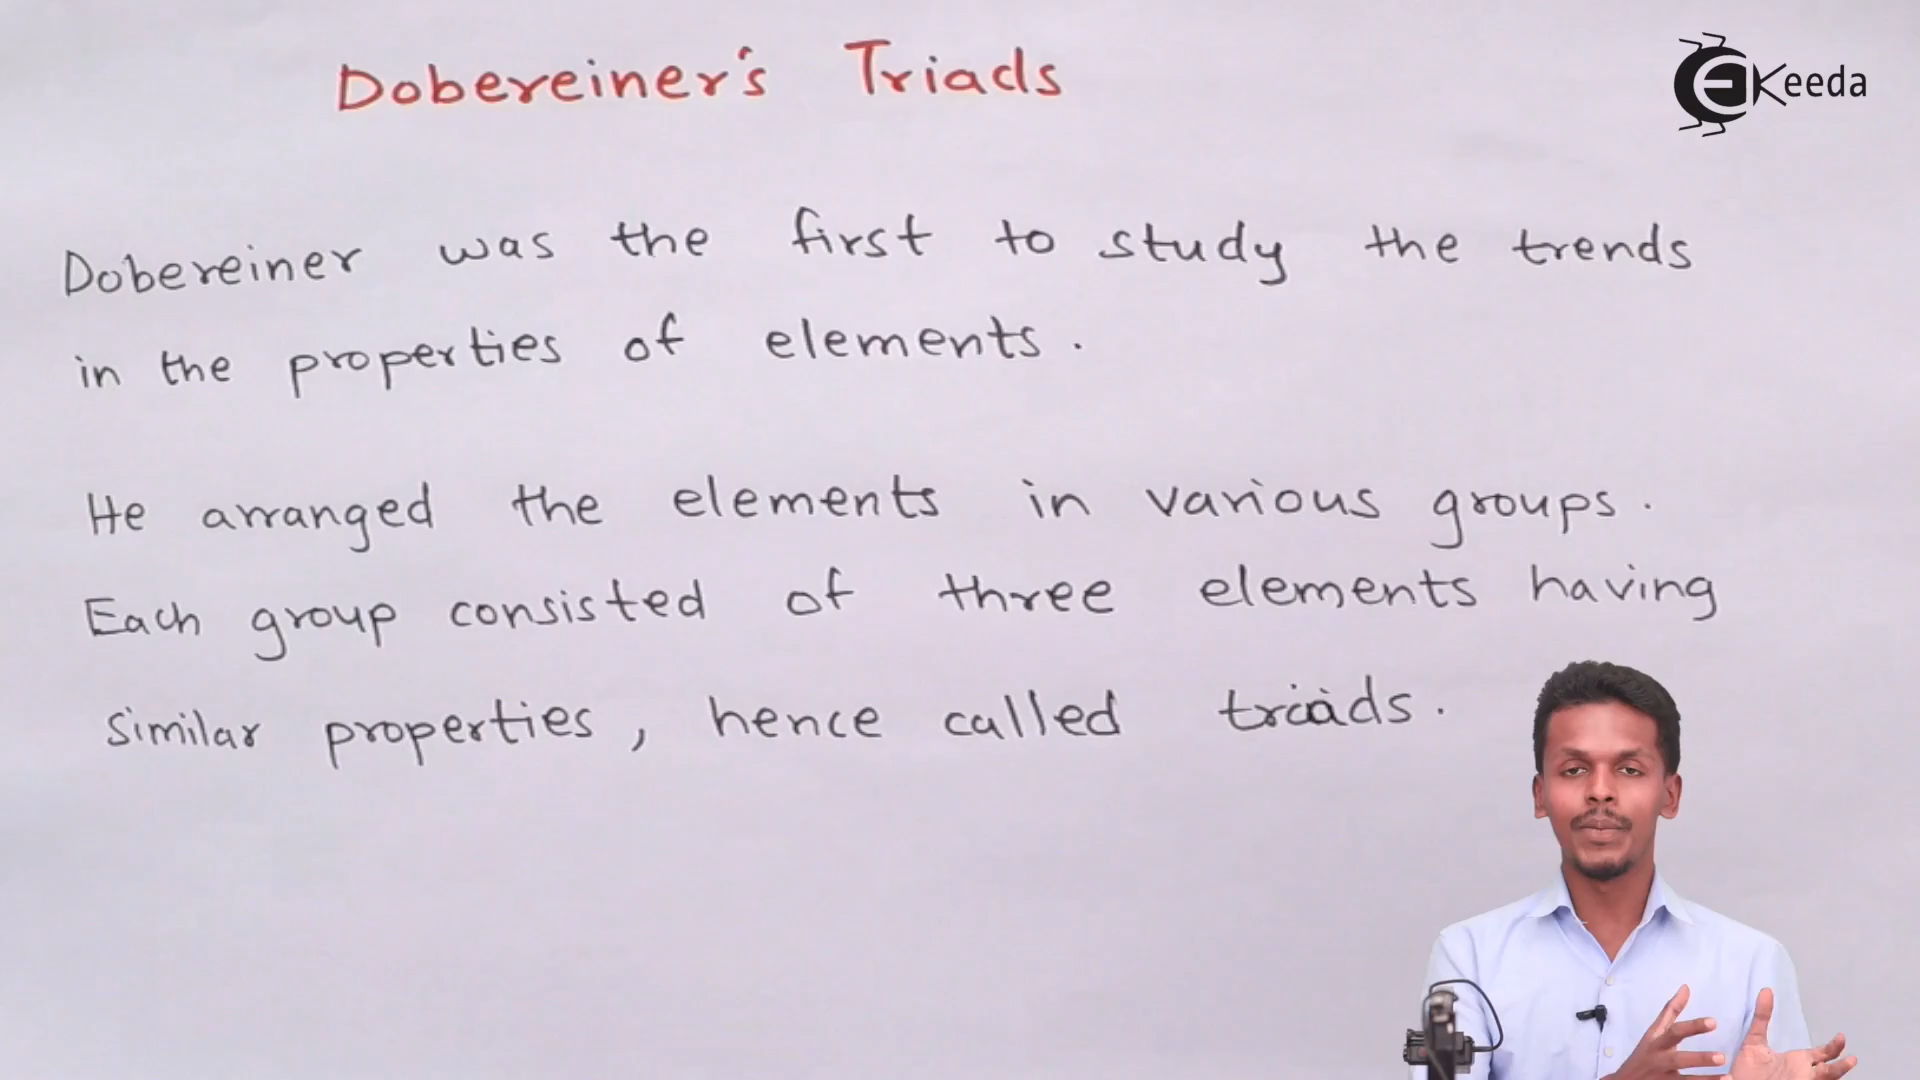 Dobereiner's Triads
Ekeeda
Dobereiner was the first to study the trends
in the properties of elements.
He arranged the elements in various groups.
Each group consisted of three elements having
similar properties, hence called triads.